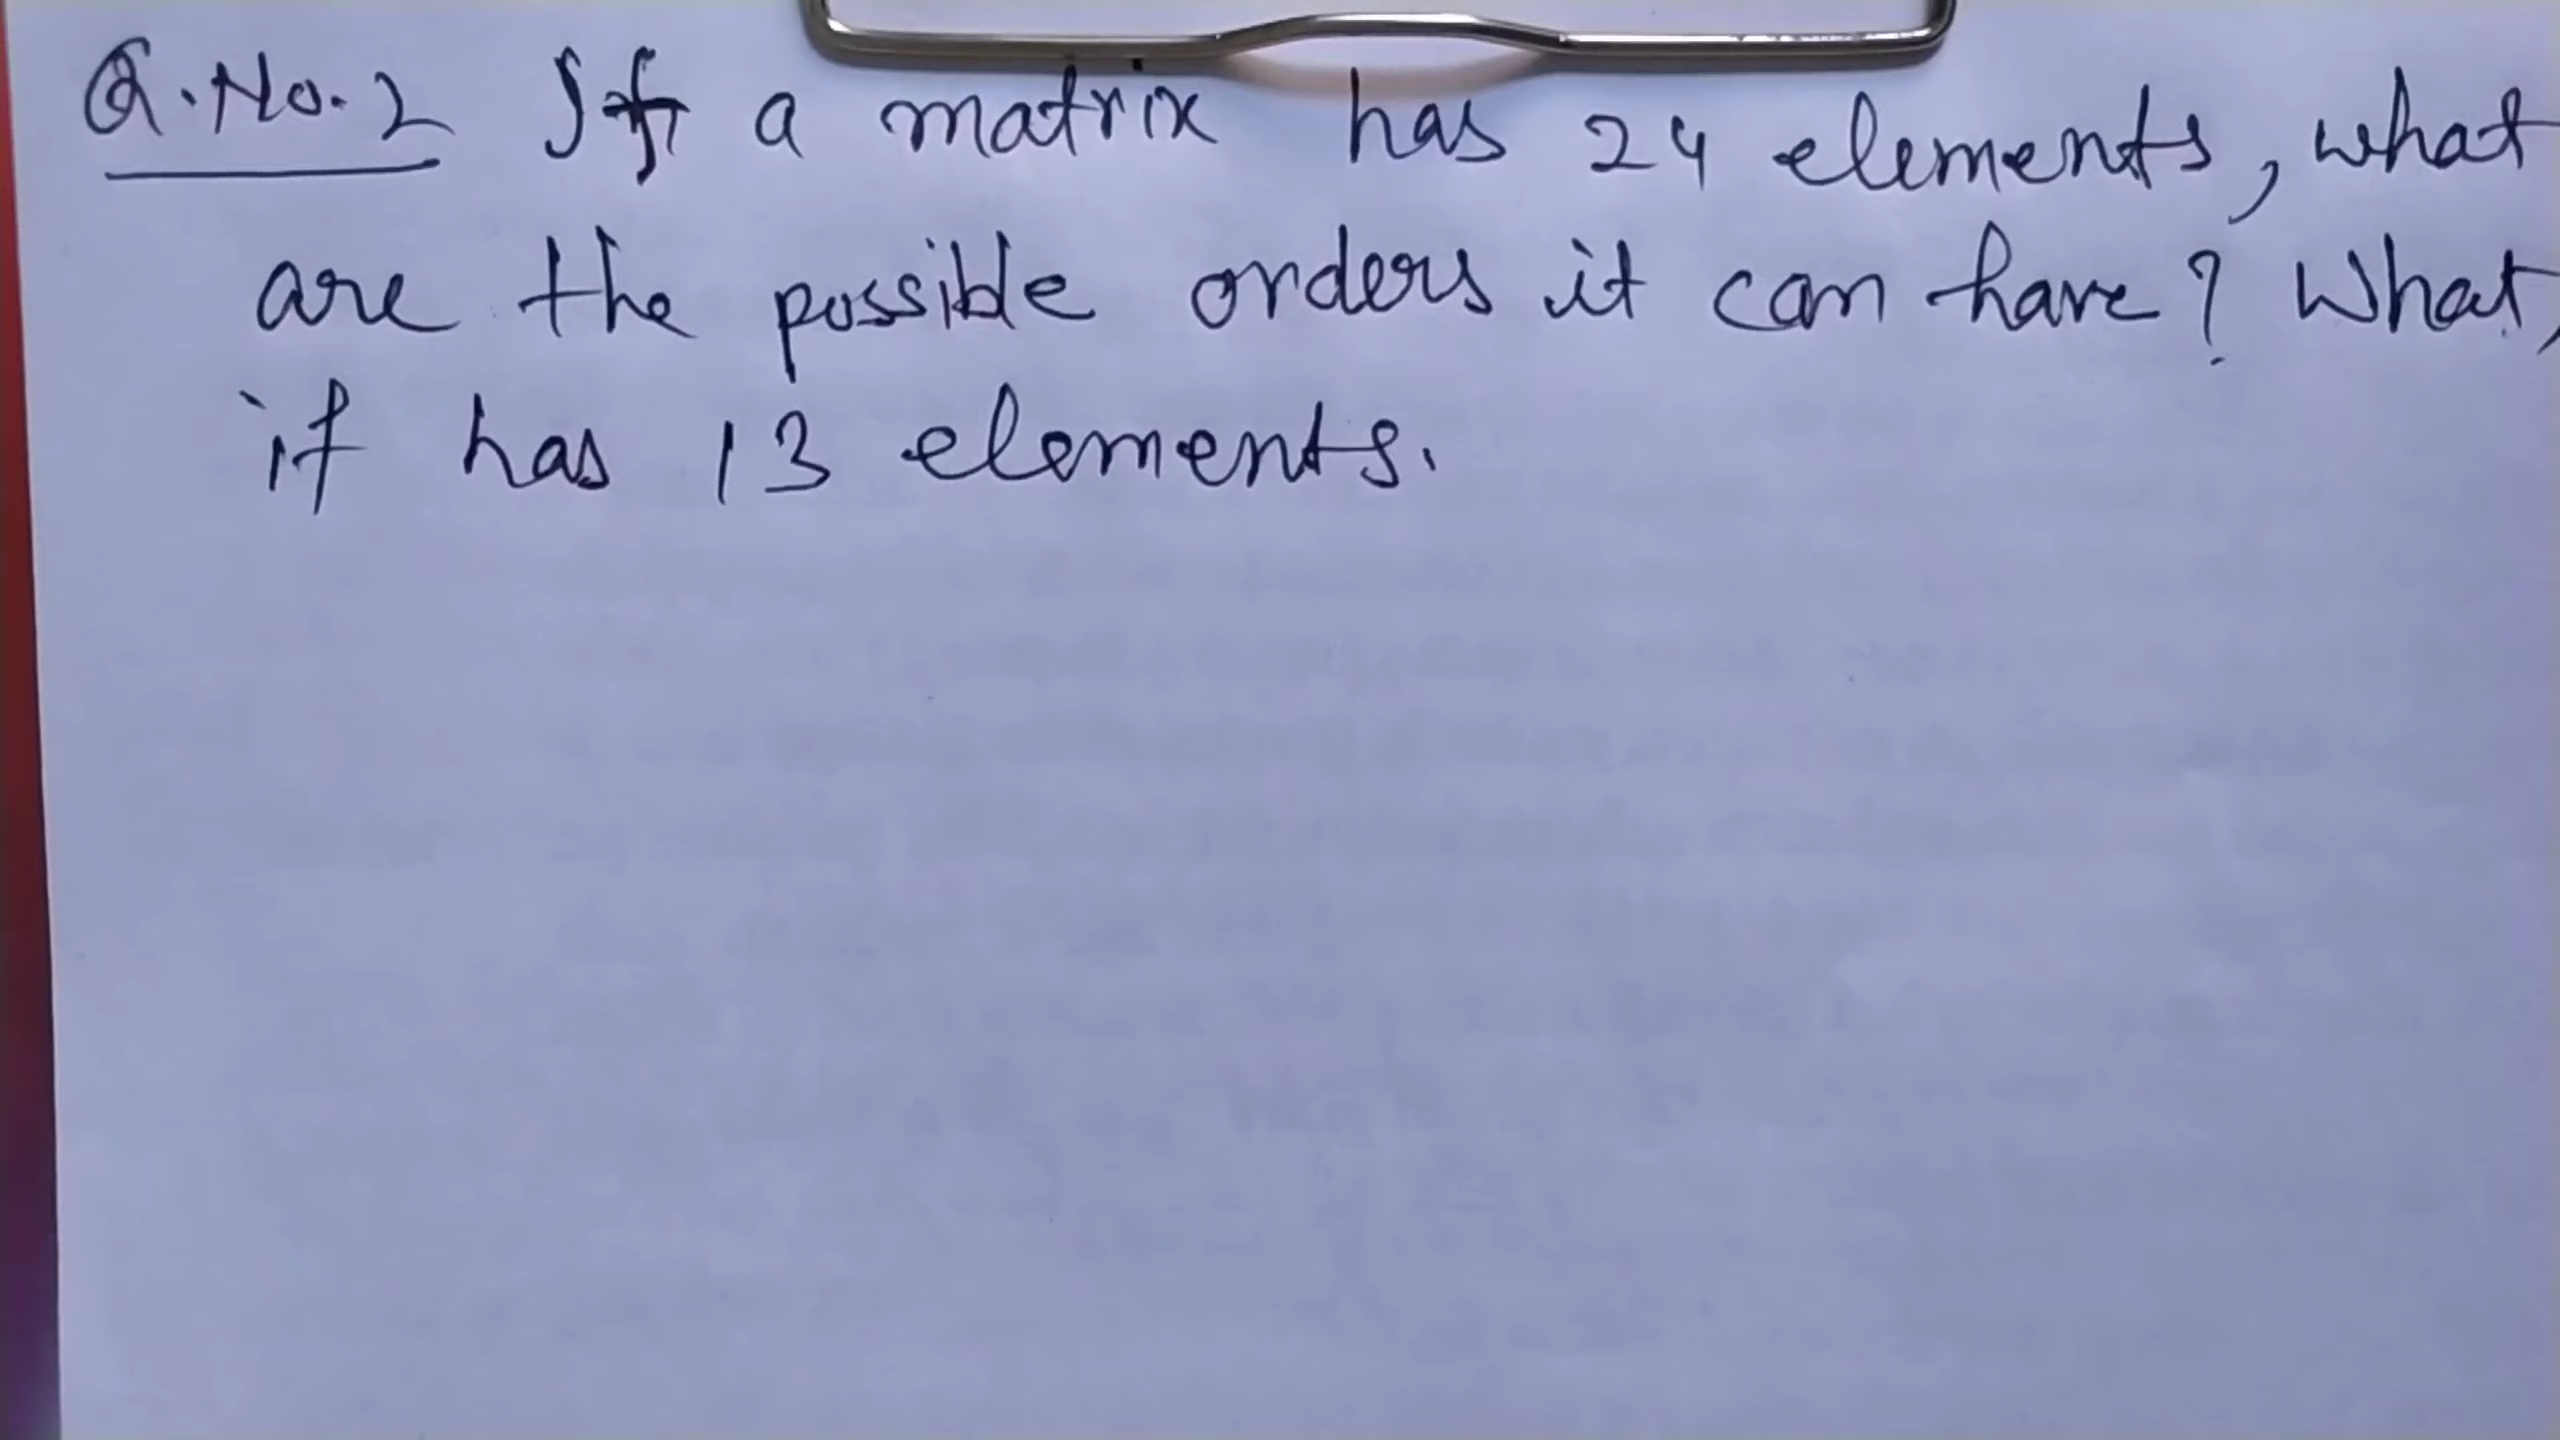 Q.No.2 If a matrix has 24 elements, what
are the possible orders it can have? What,
if has 13 elements.